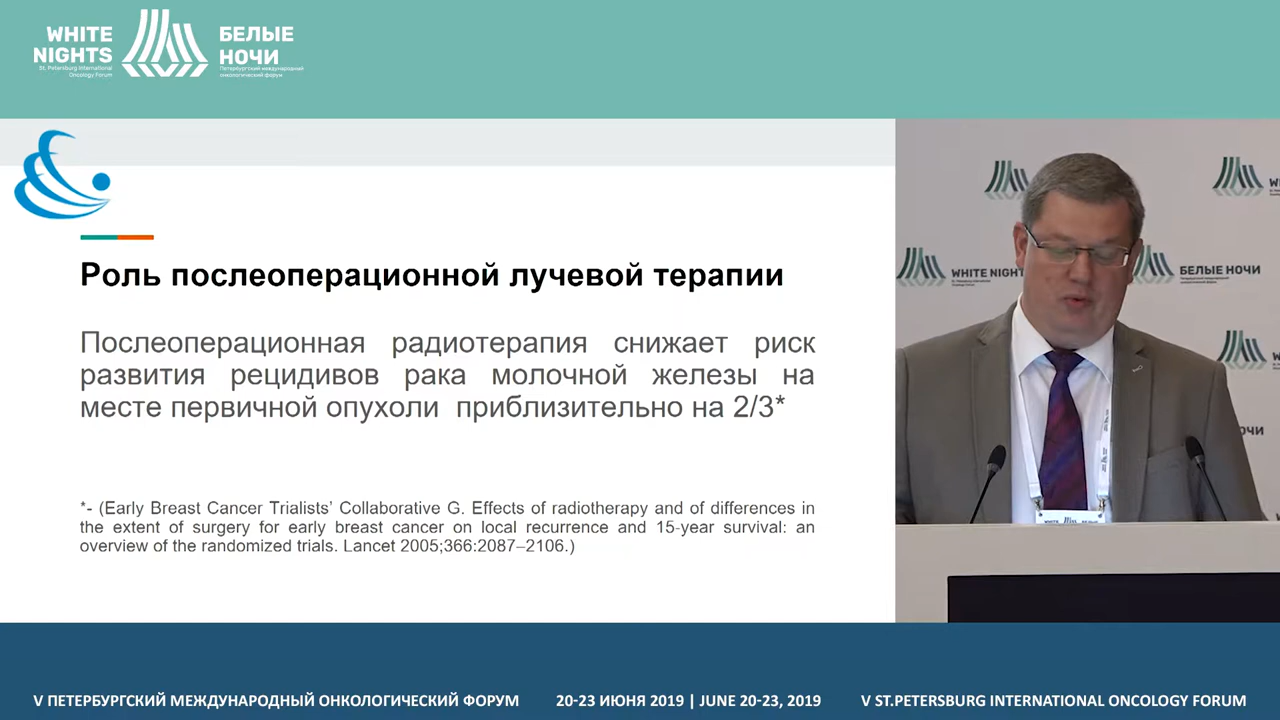 WHITE
NIGHTS
St. Petersburg International
Oncology Forum
БЕЛЫЕ
НОЧИ
Петербургский международный
онкологический форум
Роль послеоперационной лучевой терапии
Послеоперационная радиотерапия снижает риск
развития рецидивов рака молочной железы на
месте первичной опухоли приблизительно на 2/3*
*- (Early Breast Cancer Trialists’ Collaborative G. Effects of radiotherapy and of differences in
the extent of surgery for early breast cancer on local recurrence and 15-year survival: an
overview of the randomized trials. Lancet 2005;366:2087–2106.)
WHITE NIGHT
БЕЛЫЕ НОЧИ
ОЧИ
WHITE
V ПЕТЕРБУРГСКИЙ МЕЖДУНАРОДНЫЙ ОНКОЛОГИЧЕСКИЙ ФОРУМ
20-23 ИЮНЯ 2019 | JUNE 20-23, 2019
V ST.PETERSBURG INTERNATIONAL ONCOLOGY FORUM